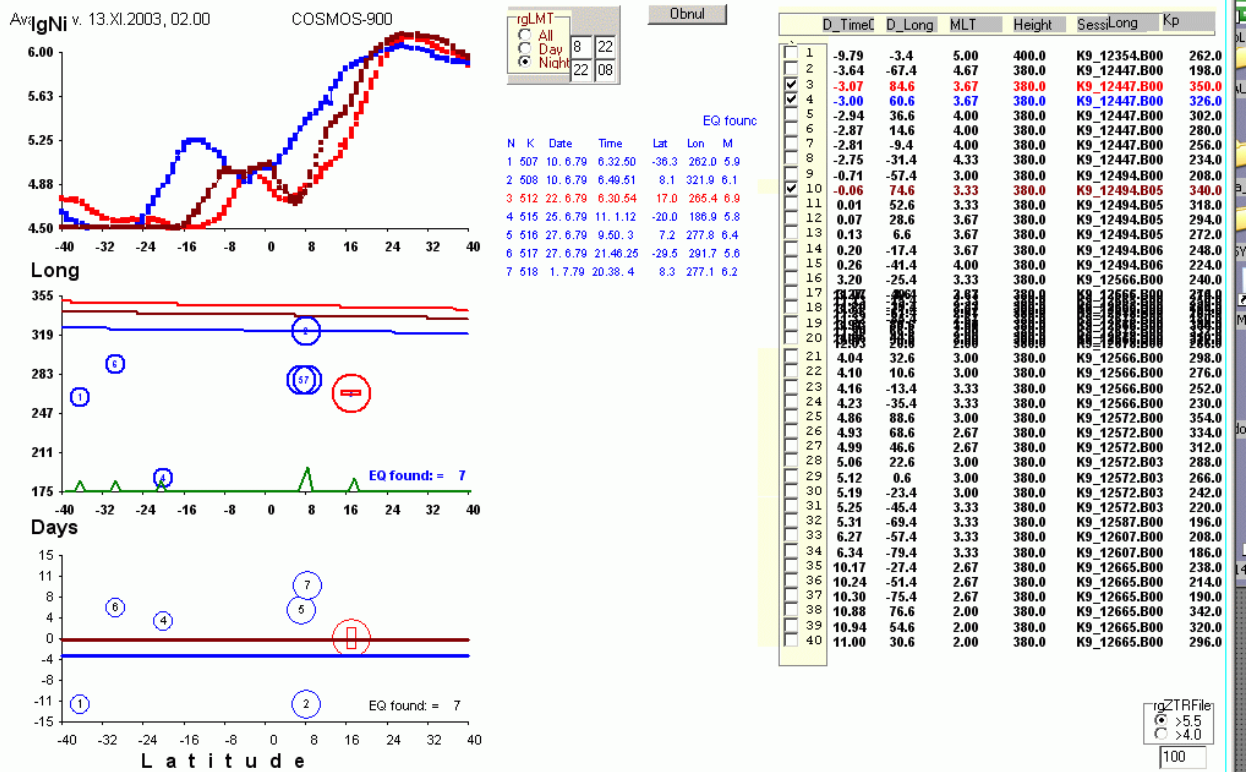 v. 13.XI.2003, 02.00 COSMOS-900
lgNi
6.00
5.63
5.25
4.88
4.50
-40 -32 -24 -16 -8 0 8 16 24 32 40
Long
355
319
283
247
211
175
1 6 2 57 4
EQ found: = 7
-40 -32 -24 -16 -8 0 8 16 24 32 40
Days
15
11
8
4
0
-4
-8
-11
-15
1 6 4 7 5 2
EQ found: = 7
-40 -32 -24 -16 -8 0 8 16 24 32 40
Latitude
rgLMT
All
Day 8 22
Night 22 08
Obnul
EQ founc
N K Date Time Lat Lon M
1 507 10. 6.79 6.32.50 -36.3 262.0 5.9
2 508 10. 6.79 6.49.51 8.1 321.9 6.1
3 512 22. 6.79 6.30.54 17.0 265.4 6.9
4 515 25. 6.79 11. 1.12 -20.0 186.9 5.8
5 516 27. 6.79 9.50. 3 7.2 277.8 6.4
6 517 27. 6.79 21.46.25 -29.5 291.7 5.6
7 518 1. 7.79 20.38. 4 8.3 277.1 6.2
D_Time D_Long MLT Height Sessi Long Kp
1 -9.79 -3.4 5.00 400.0 K9_12354.B00 262.0
2 -3.64 -67.4 4.67 380.0 K9_12447.B00 198.0
3 -3.07 84.6 3.67 380.0 K9_12447.B00 350.0
4 -3.00 60.6 3.67 380.0 K9_12447.B00 326.0
5 -2.94 36.6 4.00 380.0 K9_12447.B00 302.0
6 -2.87 14.6 4.00 380.0 K9_12447.B00 280.0
7 -2.81 -9.4 4.00 380.0 K9_12447.B00 256.0
8 -2.75 -31.4 4.33 380.0 K9_12447.B00 234.0
9 -0.71 -57.4 3.00 380.0 K9_12494.B00 208.0
10 -0.06 74.6 3.33 380.0 K9_12494.B05 340.0
11 0.01 52.6 3.33 380.0 K9_12494.B05 318.0
12 0.07 28.6 3.67 380.0 K9_12494.B05 294.0
13 0.13 6.6 3.67 380.0 K9_12494.B05 272.0
14 0.20 -17.4 3.67 380.0 K9_12494.B06 248.0
15 0.26 -41.4 4.00 380.0 K9_12494.B06 224.0
16 3.20 -25.4 3.33 380.0 K9_12566.B00 240.0
17
18
19
20
21 4.04 32.6 3.00 380.0 K9_12566.B00 298.0
22 4.10 10.6 3.00 380.0 K9_12566.B00 276.0
23 4.16 -13.4 3.33 380.0 K9_12566.B00 252.0
24 4.23 -35.4 3.33 380.0 K9_12566.B00 230.0
25 4.86 88.6 3.00 380.0 K9_12572.B00 354.0
26 4.93 68.6 2.67 380.0 K9_12572.B00 334.0
27 4.99 46.6 2.67 380.0 K9_12572.B00 312.0
28 5.06 22.6 3.00 380.0 K9_12572.B03 288.0
29 5.12 0.6 3.00 380.0 K9_12572.B03 266.0
30 5.19 -23.4 3.00 380.0 K9_12572.B03 242.0
31 5.25 -45.4 3.33 380.0 K9_12572.B03 220.0
32 5.31 -69.4 3.33 380.0 K9_12587.B00 196.0
33 6.27 -57.4 3.33 380.0 K9_12607.B00 208.0
34 6.34 -79.4 3.33 380.0 K9_12607.B00 186.0
35 10.17 -27.4 2.67 380.0 K9_12665.B00 238.0
36 10.24 -51.4 2.67 380.0 K9_12665.B00 214.0
37 10.30 -75.4 2.67 380.0 K9_12665.B00 190.0
38 10.88 76.6 2.00 380.0 K9_12665.B00 342.0
39 10.94 54.6 2.00 380.0 K9_12665.B00 320.0
40 11.00 30.6 2.00 380.0 K9_12665.B00 296.0
rgZTRFile
>5.5
>4.0
100